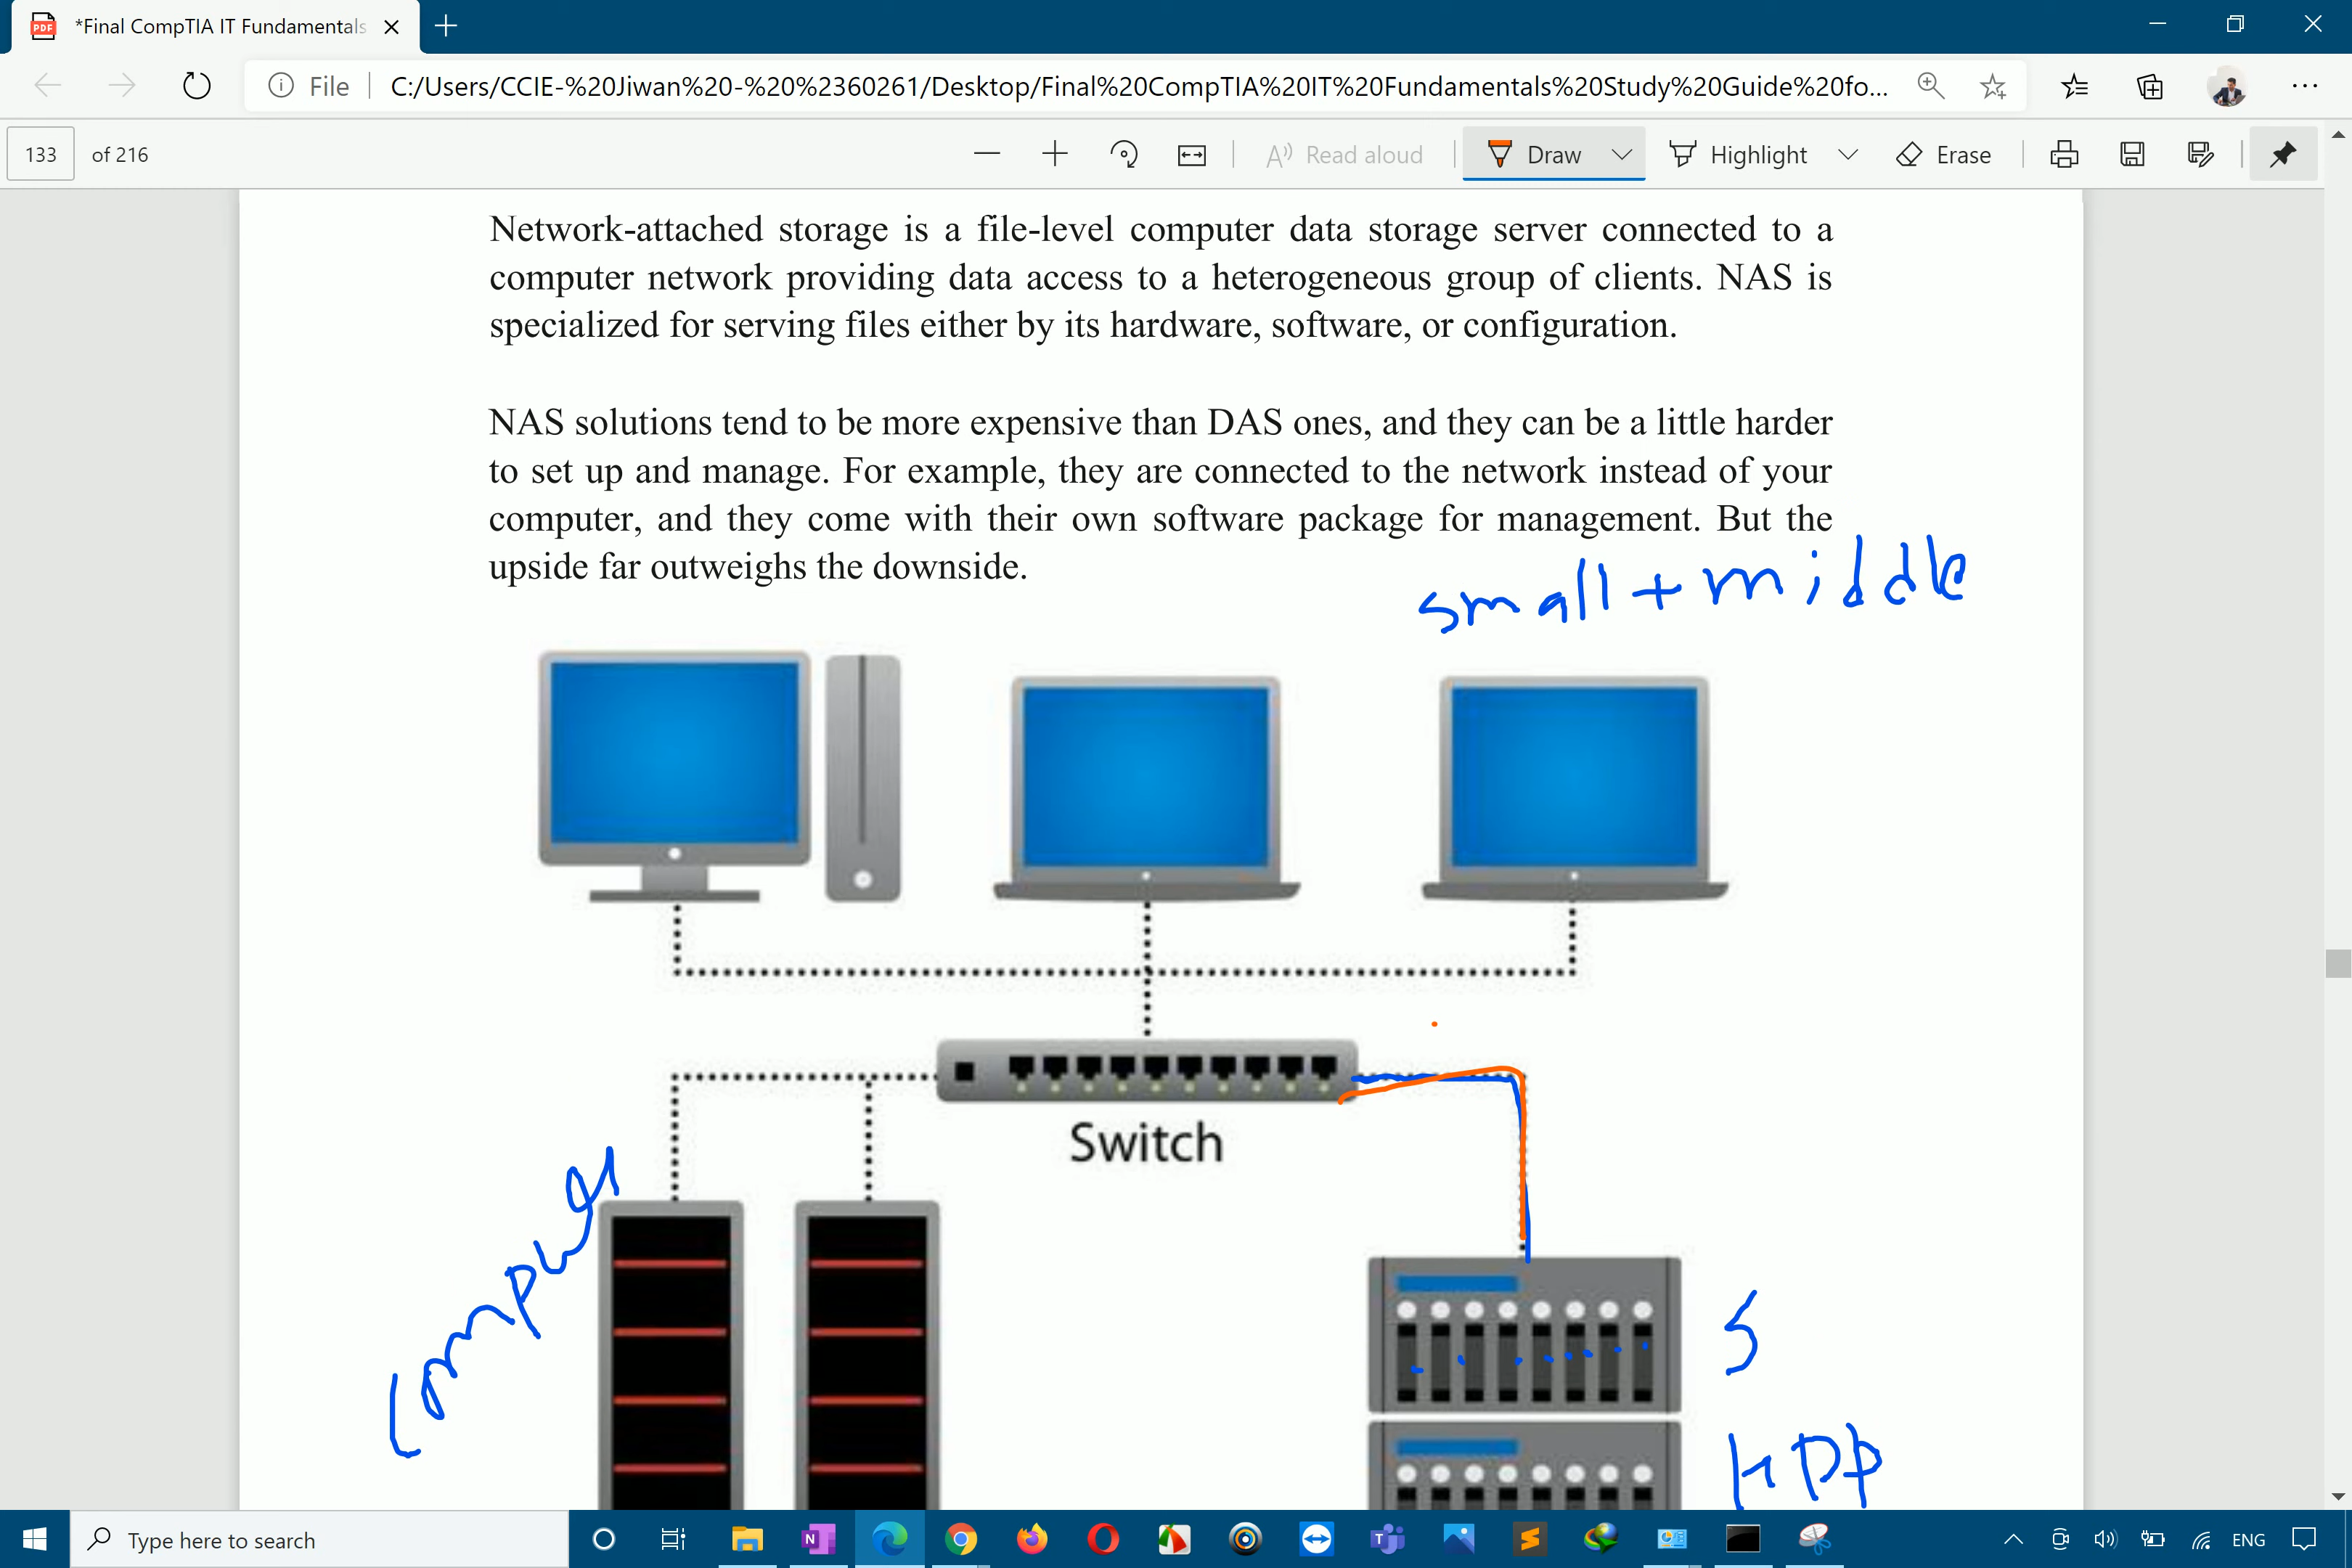 *Final CompTIA IT Fundamentals
File
C:/Users/CCIE-%20Jiwan%20-%20%2360261/Desktop/Final%20CompTIA%20IT%20Fundamentals%20Study%20Guide%20fo...
133 of 216
Read aloud
Draw
Highlight
Erase
Network-attached storage is a file-level computer data storage server connected to a
computer network providing data access to a heterogeneous group of clients. NAS is
specialized for serving files either by its hardware, software, or configuration.
NAS solutions tend to be more expensive than DAS ones, and they can be a little harder
to set up and manage. For example, they are connected to the network instead of your
computer, and they come with their own software package for management. But the
upside far outweighs the downside.
small + middle
Switch
S
Type here to search
ENG